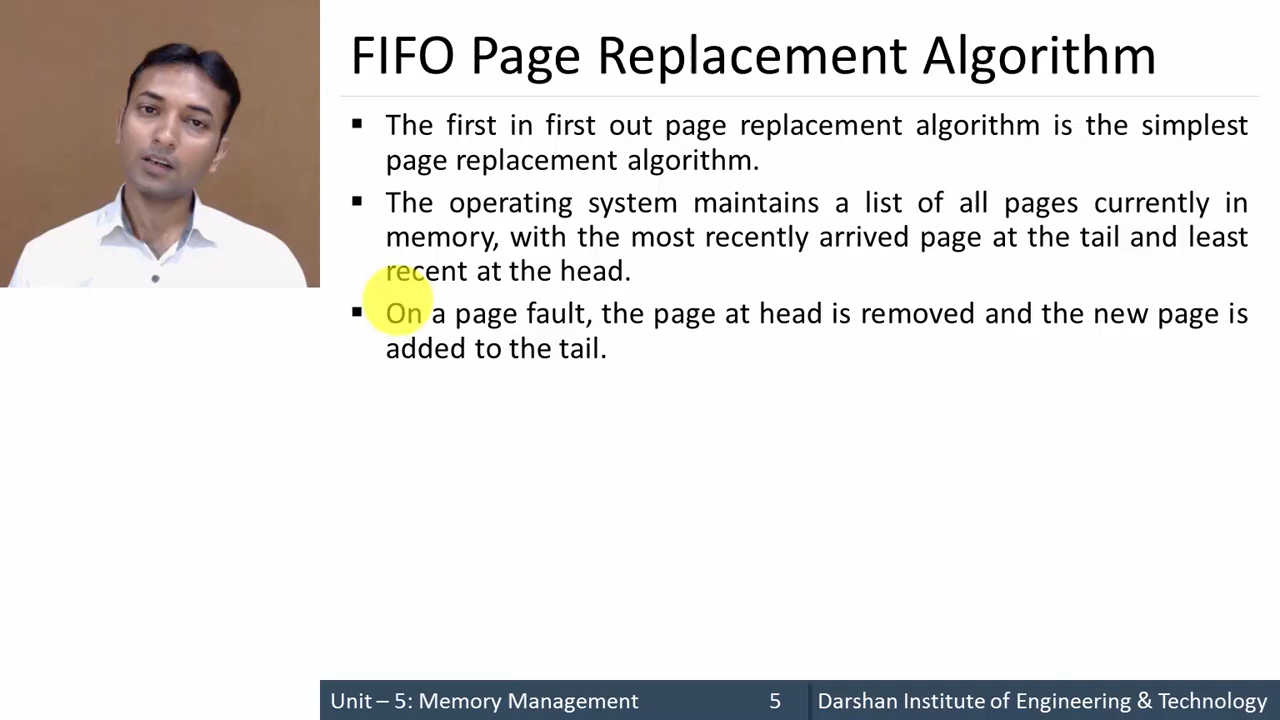 FIFO Page Replacement Algorithm
▪ The first in first out page replacement algorithm is the simplest
page replacement algorithm.
▪ The operating system maintains a list of all pages currently in
memory, with the most recently arrived page at the tail and least
recent at the head.
▪ On a page fault, the page at head is removed and the new page is
added to the tail.
Unit – 5: Memory Management 5 Darshan Institute of Engineering & Technology